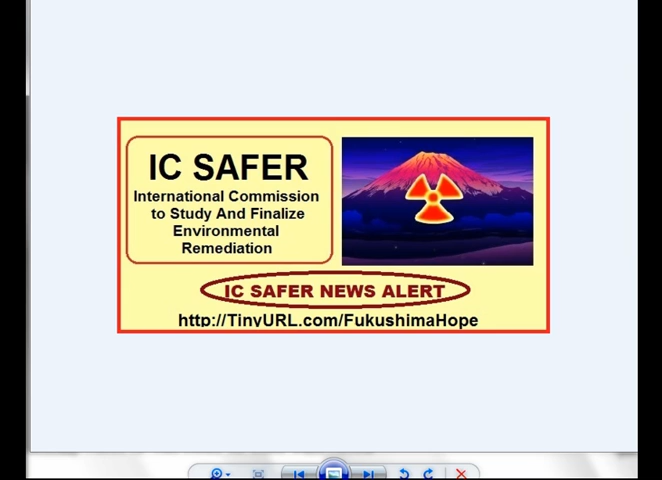 IC SAFER
International Commission
to Study And Finalize
Environmental
Remediation
IC SAFER NEWS ALERT
http://TinyURL.com/FukushimaHope